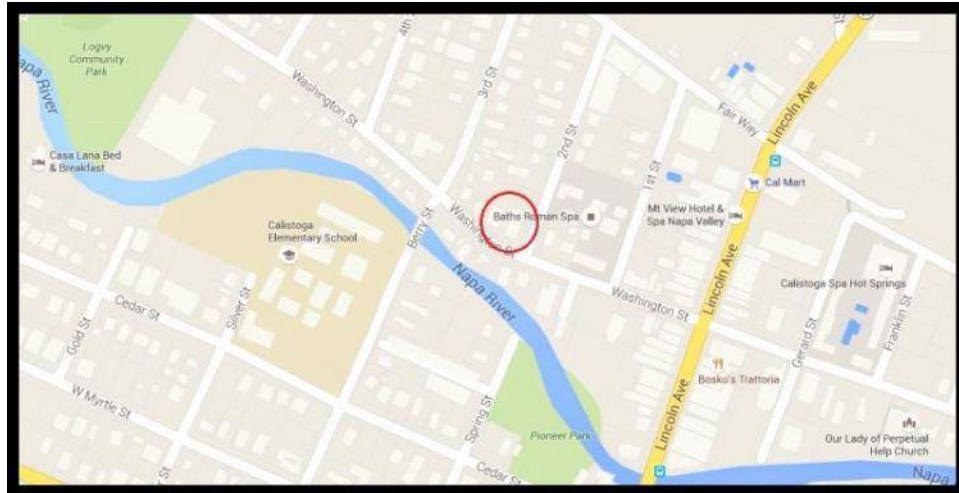 Logvy
Community
Park
Napa River
4th St
Washington St
3rd St
2nd St
1st St
Fair Way
Lincoln Ave
Casa Lana Bed
& Breakfast
Cal Mart
Calistoga
Elementary School
Berry St
Washington St
Baths Roman Spa
Mt View Hotel &
Spa Napa Valley
Lincoln Ave
Calistoga Spa Hot Springs
Napa River
Washington St
Cedar St
Silver St
Gold St
Gerard St
Franklin St
Bosko's Trattoria
W Myrtle St
Spring St
Pioneer Park
Lincoln Ave
Our Lady of Perpetual
Help Church
Cedar St
Napa